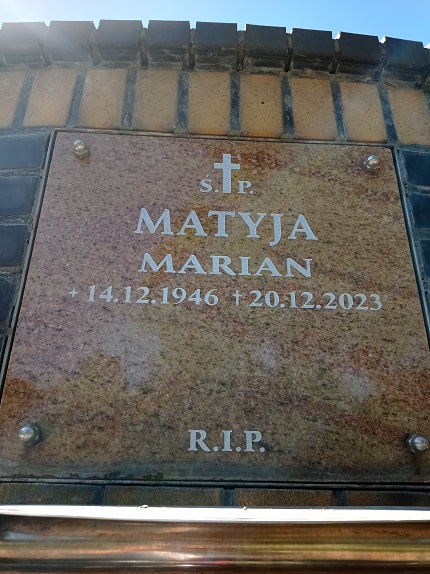 Ś. P.
MATYJA
MARIAN
+ 14.12.1946 † 20.12.2023
R.I.P.